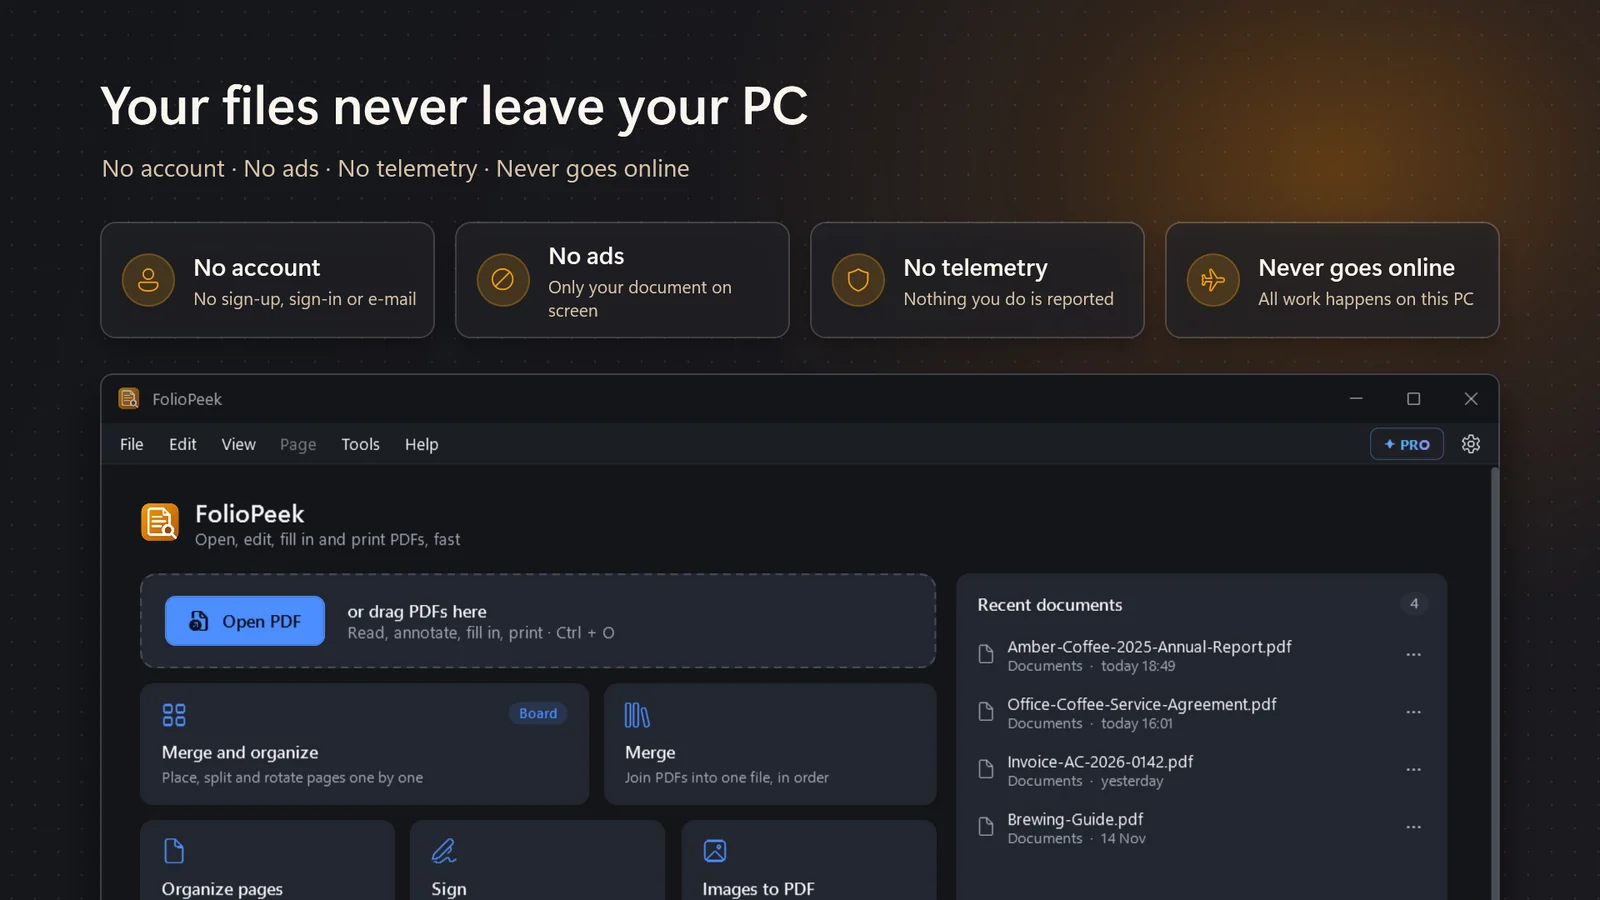 Your files never leave your PC
No account · No ads · No telemetry · Never goes online
No account
No sign-up, sign-in or e-mail
No ads
Only your document on
screen
No telemetry
Nothing you do is reported
Never goes online
All work happens on this PC
FolioPeek
File Edit View Page Tools Help
PRO
FolioPeek
Open, edit, fill in and print PDFs, fast
Open PDF
or drag PDFs here
Read, annotate, fill in, print · Ctrl + O
Board
Merge and organize
Place, split and rotate pages one by one
Merge
Join PDFs into one file, in order
Organize pages
Sign
Images to PDF
Recent documents
4
Amber-Coffee-2025-Annual-Report.pdf
Documents · today 18:49
Office-Coffee-Service-Agreement.pdf
Documents · today 16:01
Invoice-AC-2026-0142.pdf
Documents · yesterday
Brewing-Guide.pdf
Documents · 14 Nov